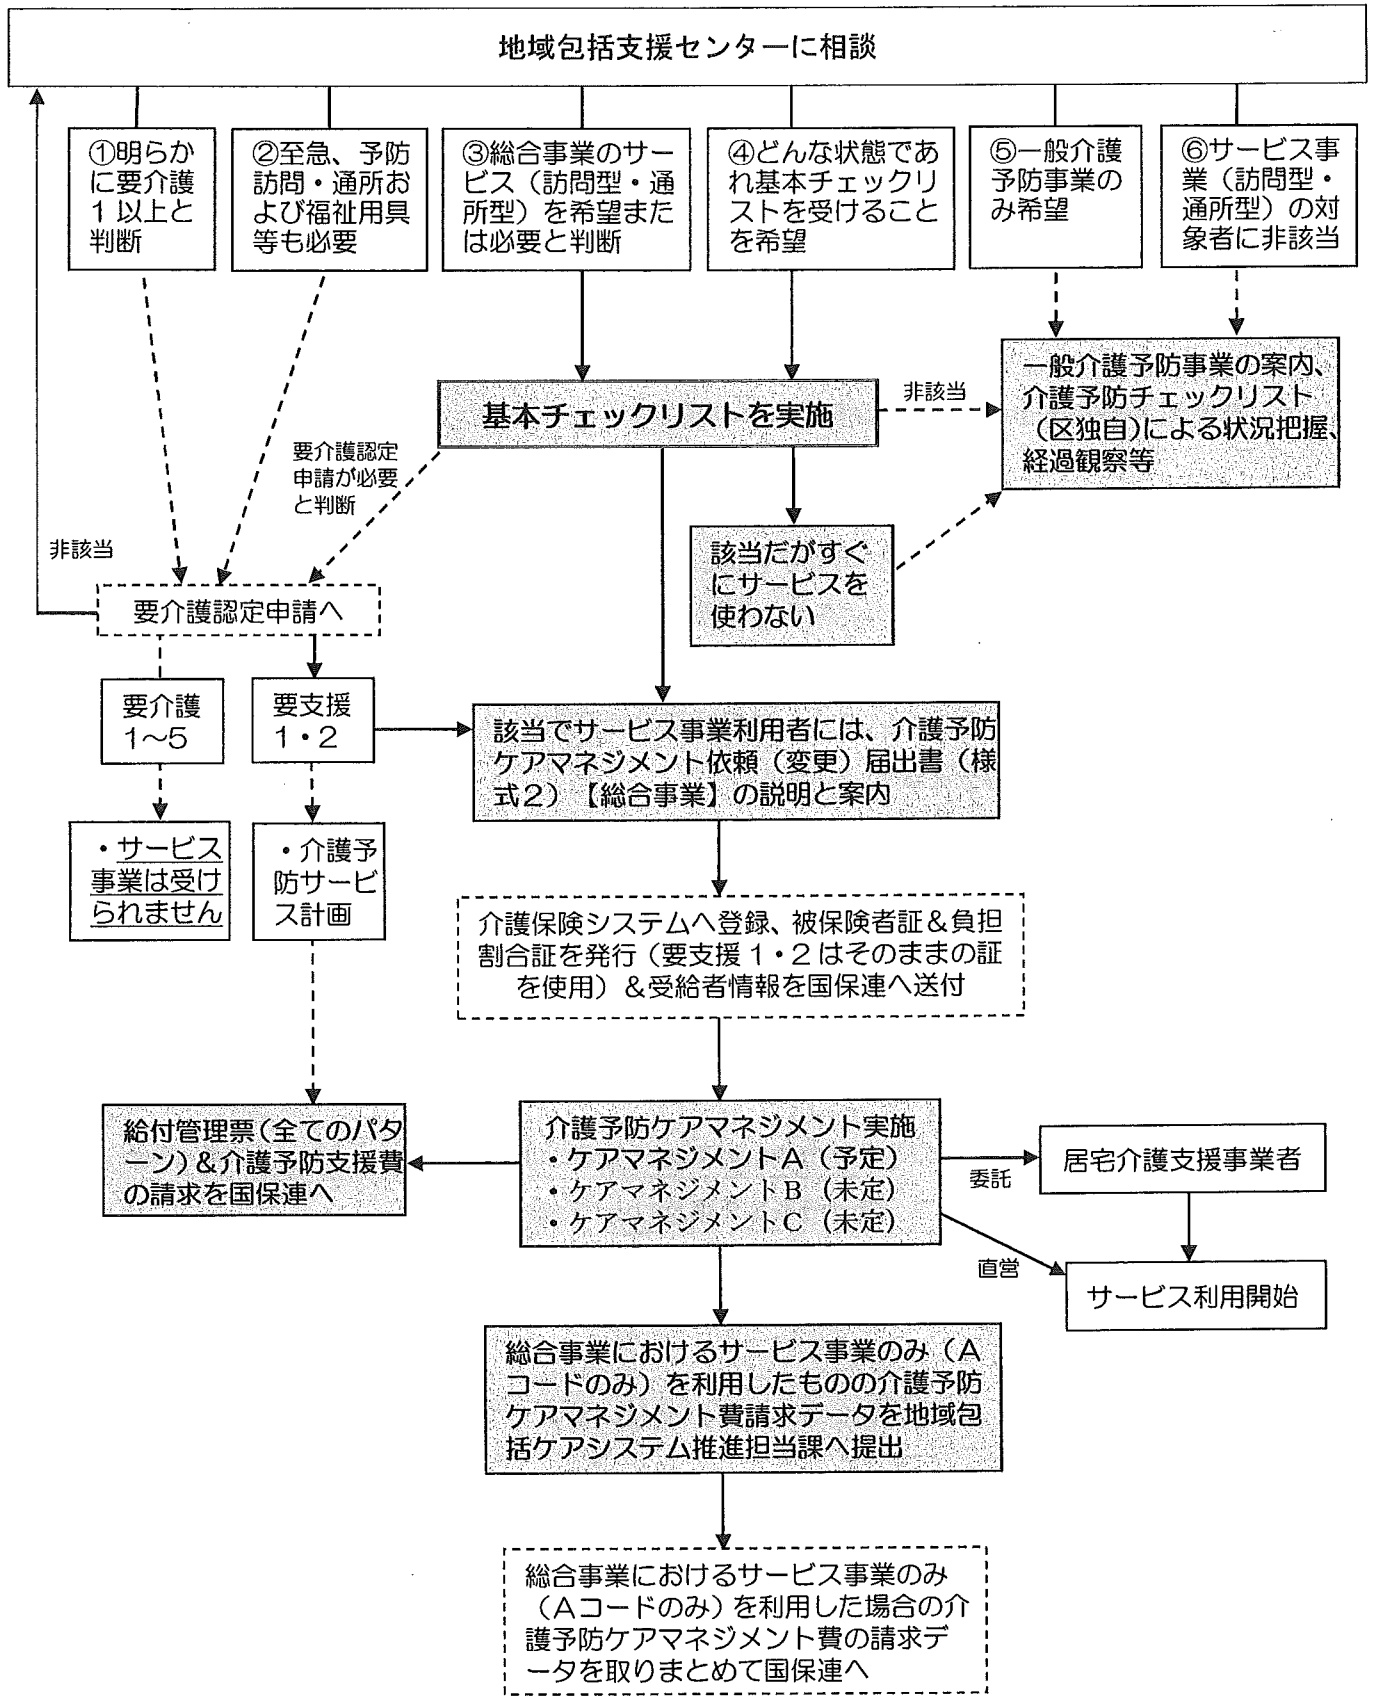 地域包括支援センターに相談
①明らか
に要介護
1以上と
判断
②至急、予防
訪問・通所お
よび福祉用具
等も必要
③総合事業のサー
ビス（訪問型・通
所型）を希望また
は必要と判断
④どんな状態であ
れ基本チェックリ
ストを受けること
を希望
⑤一般介護
予防事業の
み希望
⑥サービス事
業（訪問型・
通所型）の対
象者に非該当
基本チェックリストを実施
非該当
一般介護予防事業の案内、
介護予防チェックリスト
（区独自）による状況把握、
経過観察等
要介護認定
申請が必要
と判断
非該当
該当だがすぐ
にサービスを
使わない
要介護認定申請へ
要介護
1～5
要支援
1・2
該当でサービス事業利用者には、介護予防
ケアマネジメント依頼（変更）届出書（様
式2）【総合事業】の説明と案内
・サービス
事業は受け
られません
・介護予
防サービ
ス計画
介護保険システムへ登録、被保険者証＆負担
割合証を発行（要支援1・2はそのままの証
を使用）＆受給者情報を国保連へ送付
給付管理票（全てのパタ
ーン）＆介護予防支援費
の請求を国保連へ
介護予防ケアマネジメント実施
・ケアマネジメントA（予定）
・ケアマネジメントB（未定）
・ケアマネジメントC（未定）
委託
居宅介護支援事業者
直営
サービス利用開始
総合事業におけるサービス事業のみ（A
コードのみ）を利用したものの介護予防
ケアマネジメント費請求データを地域包
括ケアシステム推進担当課へ提出
総合事業におけるサービス事業のみ
（Aコードのみ）を利用した場合の介
護予防ケアマネジメント費の請求デ
ータを取りまとめて国保連へ